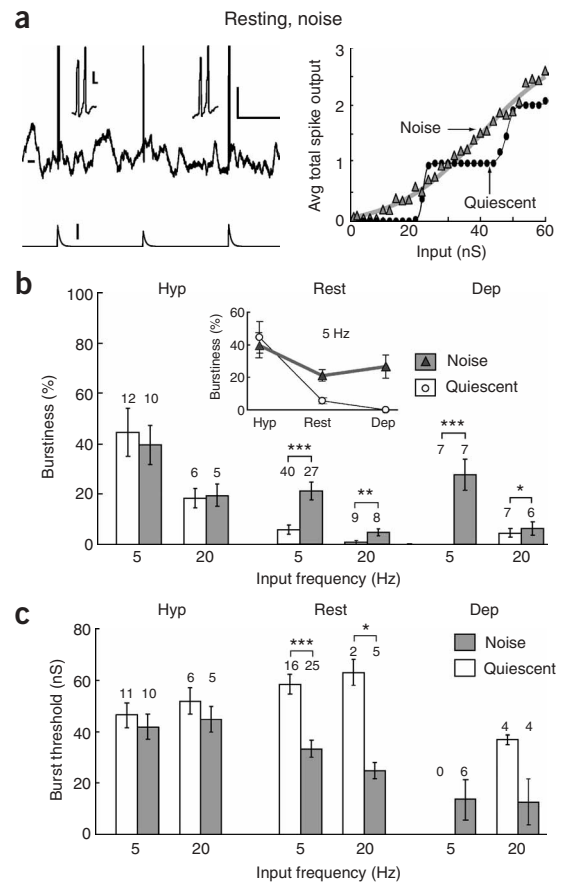 a
Resting, noise
Avg total spike output
3
2
1
0
Noise
Quiescent
0 20 40 60
Input (nS)
b
Hyp Rest Dep
Burstiness (%)
100
80
60
40
20
0
Burstiness (%)
60
40
20
0
5 Hz
Hyp Rest Dep
Noise
Quiescent
12 10
6 5
***
40 27
**
9 8
***
7 7
*
7 6
5 20 5 20 5 20
Input frequency (Hz)
c
Hyp Rest Dep
Burst threshold (nS)
80
60
40
20
0
Noise
Quiescent
11 10
6 5
***
16 25
*
2 5
0 6
4 4
5 20 5 20 5 20
Input frequency (Hz)